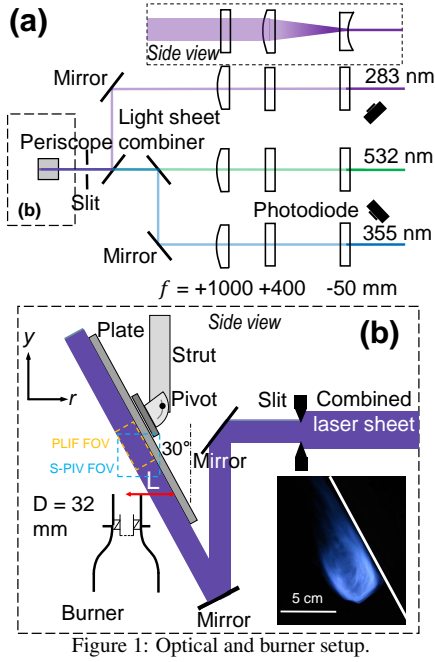 (a)
Side view
Mirror
283 nm
Light sheet
Periscope combiner
532 nm
(b)
Slit
Photodiode
355 nm
Mirror
f = +1000 +400 -50 mm
Side view
(b)
y
Plate
Strut
r
Pivot
Slit
Combined
laser sheet
PLIF FOV
30°
Mirror
S-PIV FOV
L
D = 32
mm
5 cm
Burner
Mirror
Figure 1: Optical and burner setup.